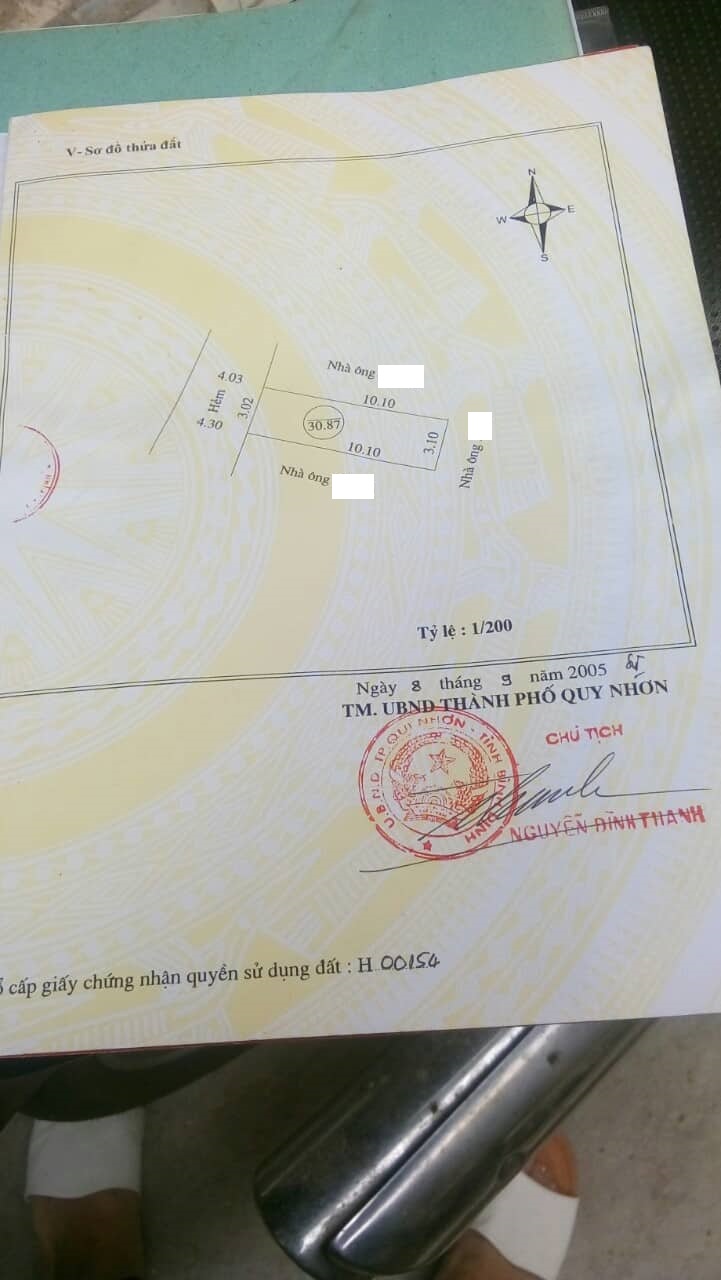 V- Sơ đồ thửa đất
N
W
E
S
4.03
Hẻm
4.30
3.02
Nhà ông
10.10
30.87
10.10
3.10
Nhà ông
Nhà ông
Tỷ lệ : 1/200
Ngày 8 tháng 9 năm 2005
TM. UBND THÀNH PHỐ QUY NHƠN
CHỦ TỊCH
U.B.N.D T.P. QUI NHƠN - TỈNH BÌNH ĐỊNH
NGUYỄN ĐÌNH THANH
cấp giấy chứng nhận quyền sử dụng đất : H 00154